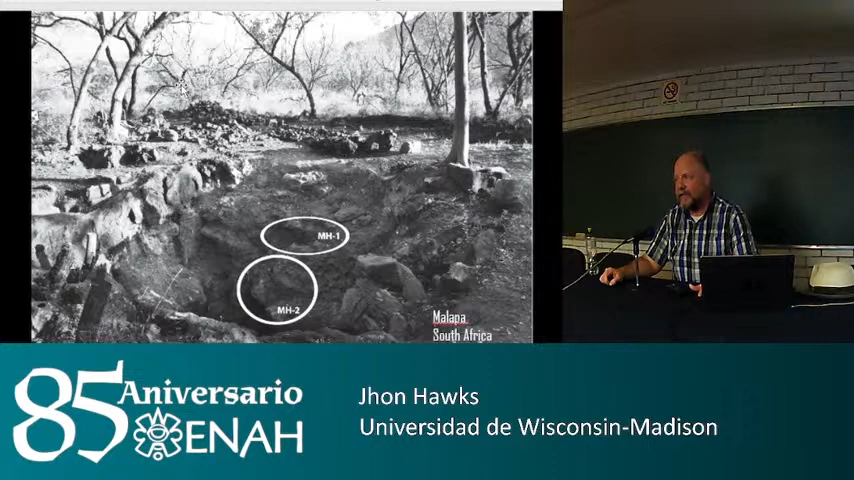 MH-1
MH-2
Malapa
South Africa
85 Aniversario
ENAH
Jhon Hawks
Universidad de Wisconsin-Madison